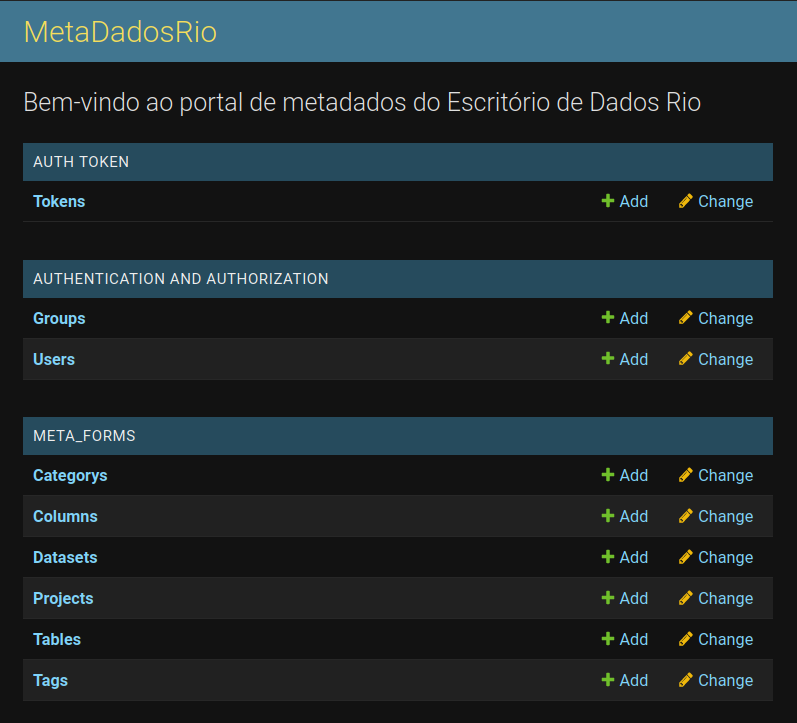 MetaDadosRio
Bem-vindo ao portal de metadados do Escritório de Dados Rio
AUTH TOKEN
Tokens Add Change
AUTHENTICATION AND AUTHORIZATION
Groups Add Change
Users Add Change
META_FORMS
Categorys Add Change
Columns Add Change
Datasets Add Change
Projects Add Change
Tables Add Change
Tags Add Change